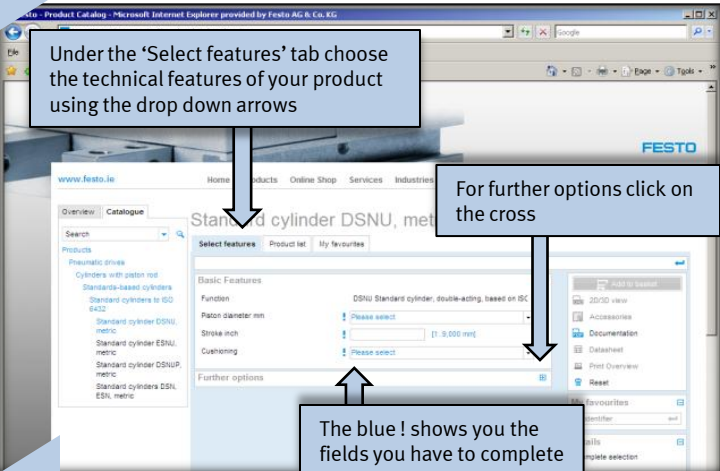 sto - Product Catalog - Microsoft Internet Explorer provided by Festo AG & Co. KG
Google
Page Tools
Under the ‘Select features’ tab choose
the technical features of your product
using the drop down arrows
FESTO
www.festo.ie
Home Online Shop Services Industries
For further options click on
the cross
Overview Catalogue
Search
Products
Pneumatic drives
Cylinders with piston rod
Standards-based cylinders
Standard cylinders to ISO
6432
Standard cylinder DSNU,
metric
Standard cylinder ESNU,
metric
Standard cylinder DSNUP,
metric
Standard cylinders DSN,
ESN, metric
Standard cylinder DSNU, met
Select features Product list My favourites
Basic Features
Function DSNU Standard cylinder, double-acting, based on ISO
Piston diameter mm ! Please select
Stroke inch ! [1..9,000 mm]
Cushioning ! Please select
Further options
Add to basket
2D/3D view
Accessories
Documentation
Datasheet
Print Overview
Reset
My favourites
Identifier
ails
mplete selection
The blue ! shows you the
fields you have to complete